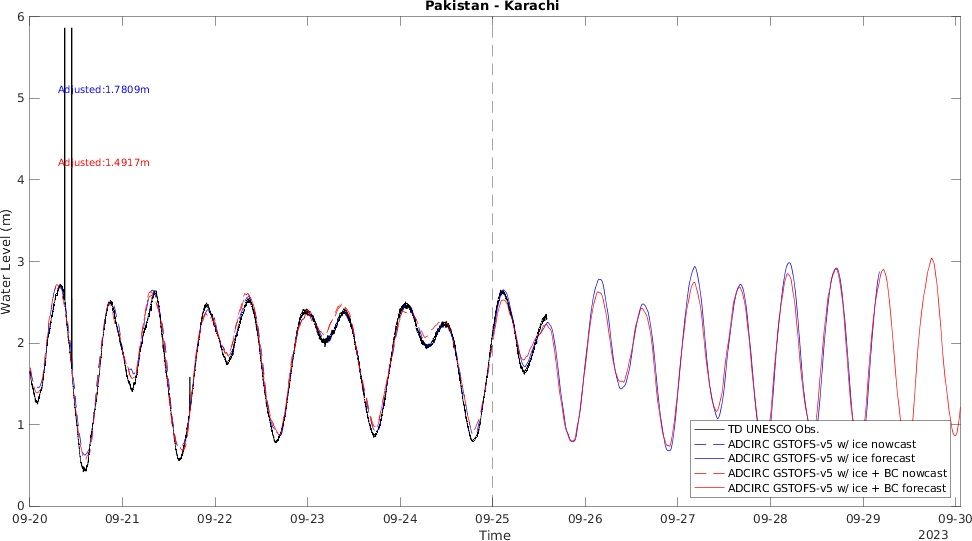 Pakistan - Karachi
6
5
4
3
2
1
0
Water Level (m)
Adjusted:1.7809m
Adjusted:1.4917m
TD UNESCO Obs.
ADCIRC GSTOFS-v5 w/ ice nowcast
ADCIRC GSTOFS-v5 w/ ice forecast
ADCIRC GSTOFS-v5 w/ ice + BC nowcast
ADCIRC GSTOFS-v5 w/ ice + BC forecast
09-20 09-21 09-22 09-23 09-24 09-25 09-26 09-27 09-28 09-29 09-30
Time
2023